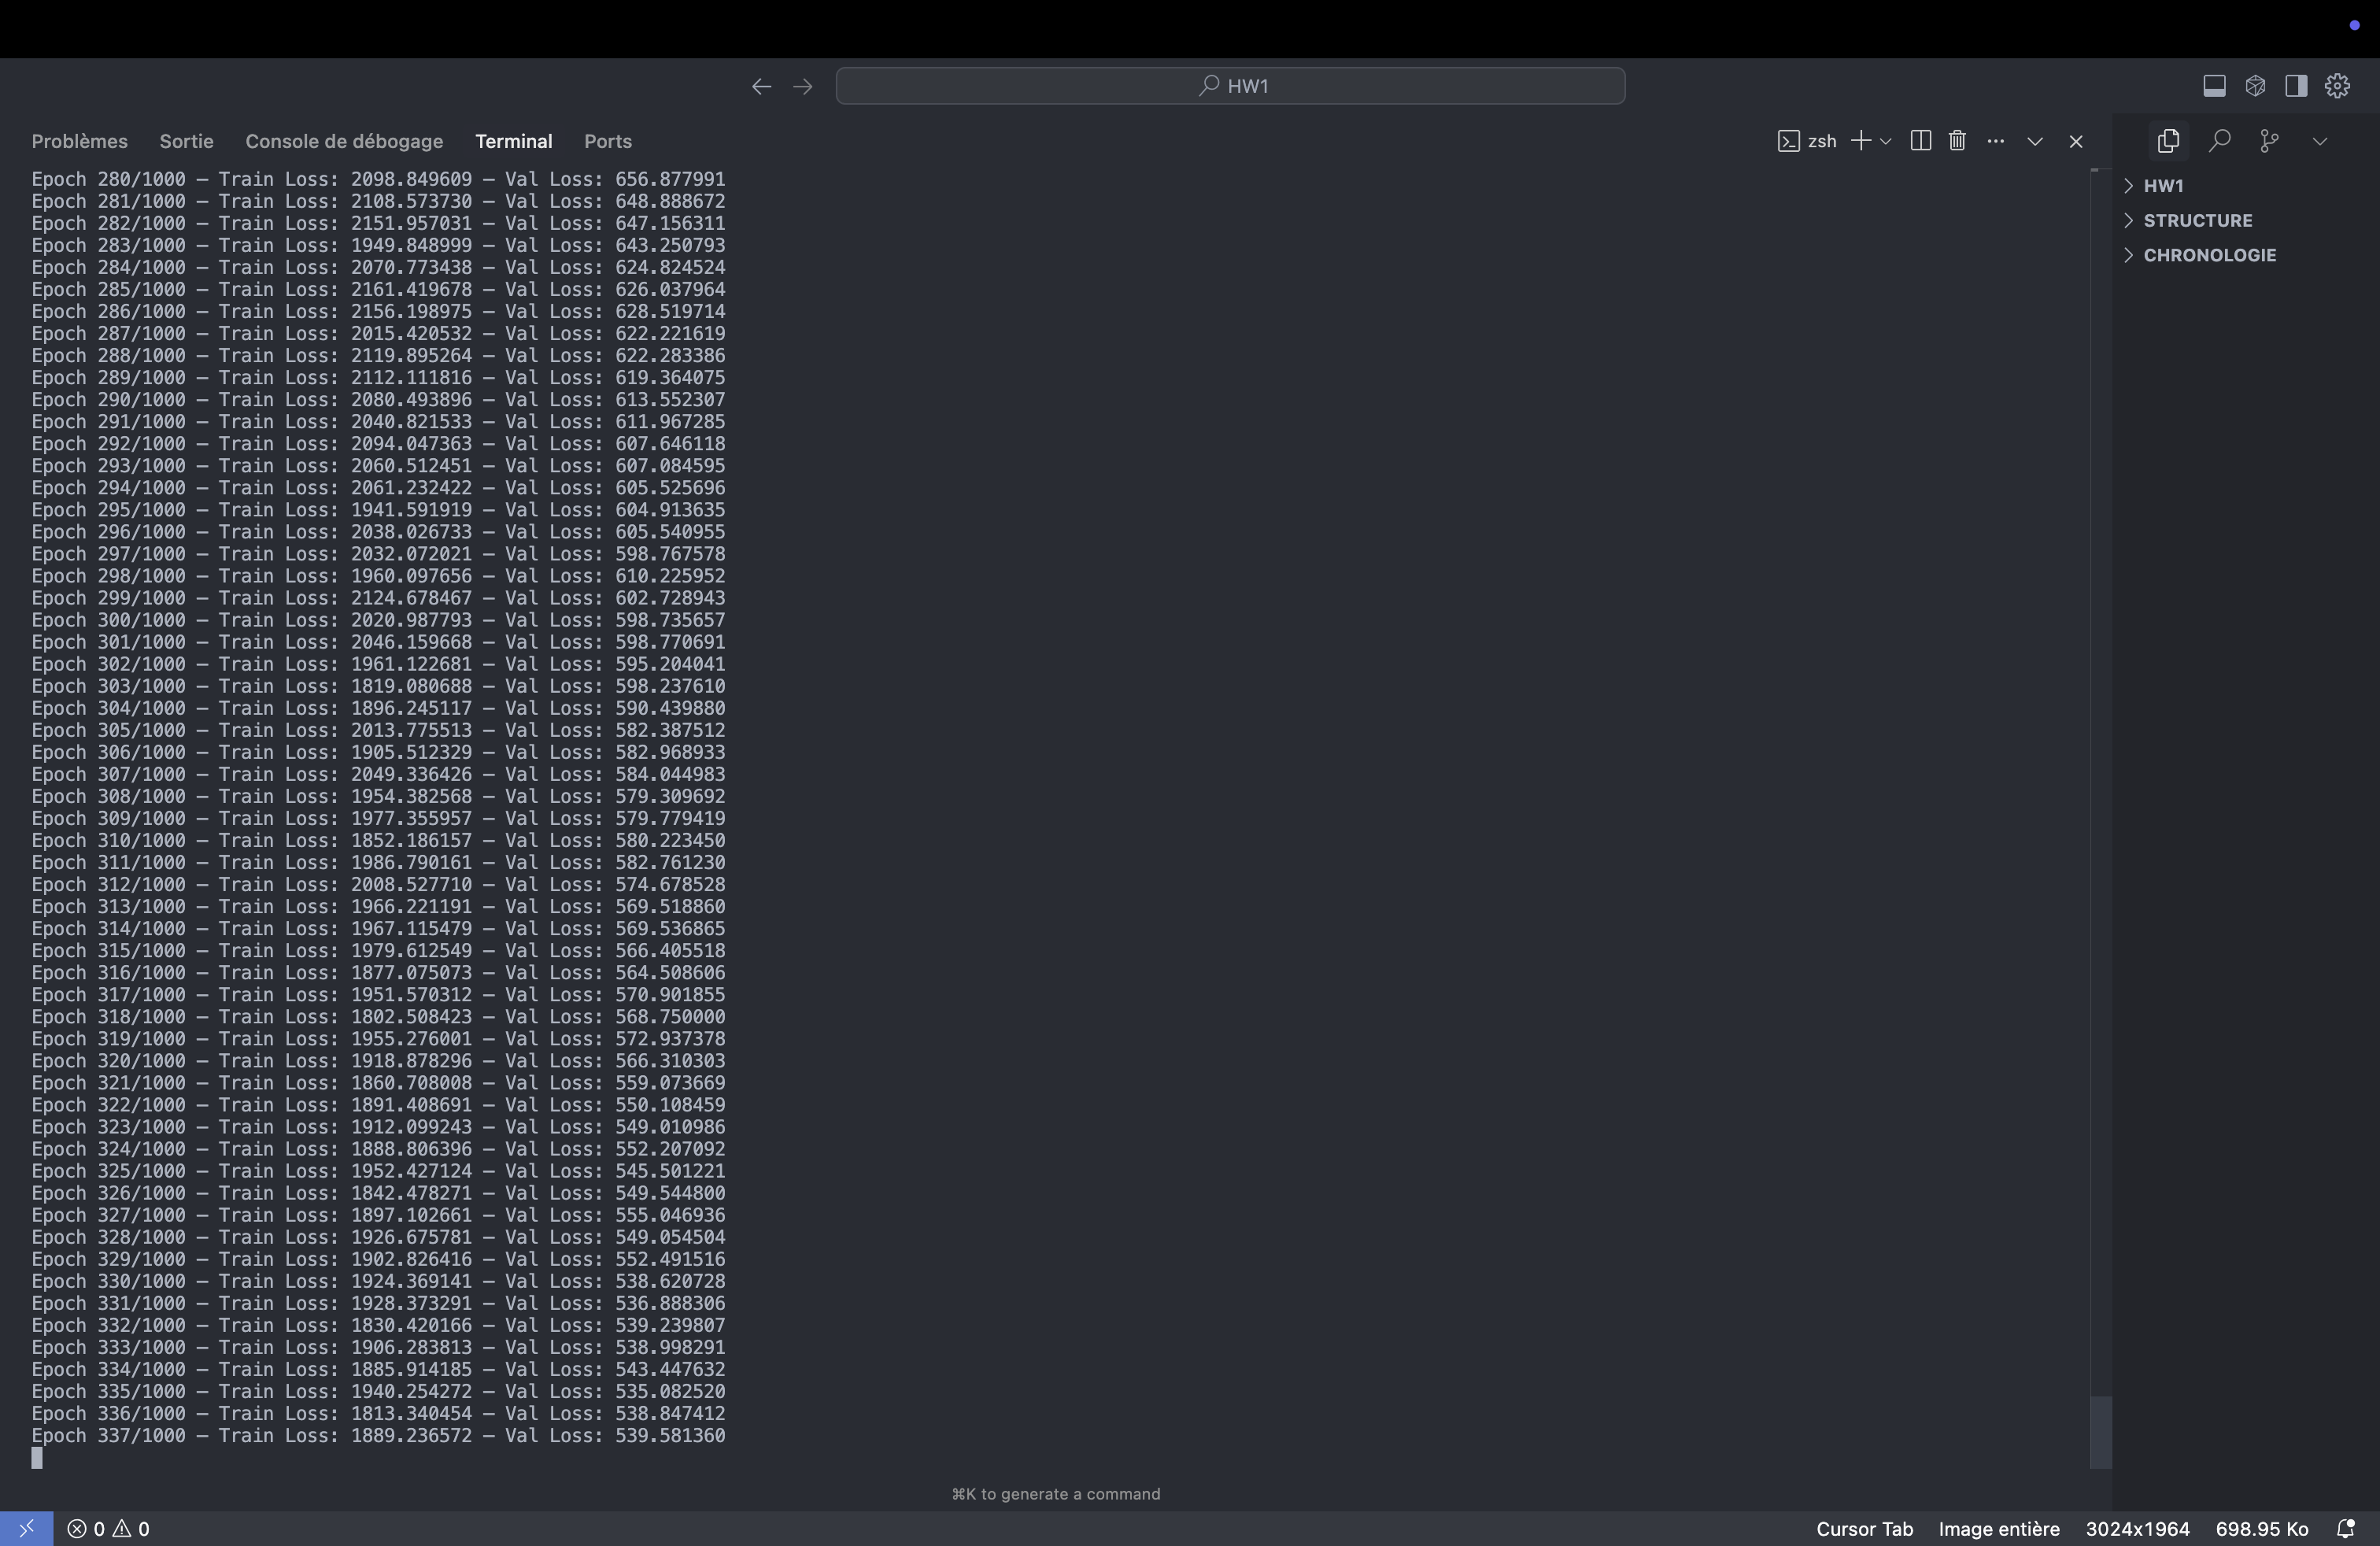 HW1
Problèmes Sortie Console de débogage Terminal Ports zsh
Epoch 280/1000 — Train Loss: 2098.849609 — Val Loss: 656.877991
Epoch 281/1000 — Train Loss: 2108.573730 — Val Loss: 648.888672
Epoch 282/1000 — Train Loss: 2151.957031 — Val Loss: 647.156311
Epoch 283/1000 — Train Loss: 1949.848999 — Val Loss: 643.250793
Epoch 284/1000 — Train Loss: 2070.773438 — Val Loss: 624.824524
Epoch 285/1000 — Train Loss: 2161.419678 — Val Loss: 626.037964
Epoch 286/1000 — Train Loss: 2156.198975 — Val Loss: 628.519714
Epoch 287/1000 — Train Loss: 2015.420532 — Val Loss: 622.221619
Epoch 288/1000 — Train Loss: 2119.895264 — Val Loss: 622.283386
Epoch 289/1000 — Train Loss: 2112.111816 — Val Loss: 619.364075
Epoch 290/1000 — Train Loss: 2080.493896 — Val Loss: 613.552307
Epoch 291/1000 — Train Loss: 2040.821533 — Val Loss: 611.967285
Epoch 292/1000 — Train Loss: 2094.047363 — Val Loss: 607.646118
Epoch 293/1000 — Train Loss: 2060.512451 — Val Loss: 607.084595
Epoch 294/1000 — Train Loss: 2061.232422 — Val Loss: 605.525696
Epoch 295/1000 — Train Loss: 1941.591919 — Val Loss: 604.913635
Epoch 296/1000 — Train Loss: 2038.026733 — Val Loss: 605.540955
Epoch 297/1000 — Train Loss: 2032.072021 — Val Loss: 598.767578
Epoch 298/1000 — Train Loss: 1960.097656 — Val Loss: 610.225952
Epoch 299/1000 — Train Loss: 2124.678467 — Val Loss: 602.728943
Epoch 300/1000 — Train Loss: 2020.987793 — Val Loss: 598.735657
Epoch 301/1000 — Train Loss: 2046.159668 — Val Loss: 598.770691
Epoch 302/1000 — Train Loss: 1961.122681 — Val Loss: 595.204041
Epoch 303/1000 — Train Loss: 1819.080688 — Val Loss: 598.237610
Epoch 304/1000 — Train Loss: 1896.245117 — Val Loss: 590.439880
Epoch 305/1000 — Train Loss: 2013.775513 — Val Loss: 582.387512
Epoch 306/1000 — Train Loss: 1905.512329 — Val Loss: 582.968933
Epoch 307/1000 — Train Loss: 2049.336426 — Val Loss: 584.044983
Epoch 308/1000 — Train Loss: 1954.382568 — Val Loss: 579.309692
Epoch 309/1000 — Train Loss: 1977.355957 — Val Loss: 579.779419
Epoch 310/1000 — Train Loss: 1852.186157 — Val Loss: 580.223450
Epoch 311/1000 — Train Loss: 1986.790161 — Val Loss: 582.761230
Epoch 312/1000 — Train Loss: 2008.527710 — Val Loss: 574.678528
Epoch 313/1000 — Train Loss: 1966.221191 — Val Loss: 569.518860
Epoch 314/1000 — Train Loss: 1967.115479 — Val Loss: 569.536865
Epoch 315/1000 — Train Loss: 1979.612549 — Val Loss: 566.405518
Epoch 316/1000 — Train Loss: 1877.075073 — Val Loss: 564.508606
Epoch 317/1000 — Train Loss: 1951.570312 — Val Loss: 570.901855
Epoch 318/1000 — Train Loss: 1802.508423 — Val Loss: 568.750000
Epoch 319/1000 — Train Loss: 1955.276001 — Val Loss: 572.937378
Epoch 320/1000 — Train Loss: 1918.878296 — Val Loss: 566.310303
Epoch 321/1000 — Train Loss: 1860.708008 — Val Loss: 559.073669
Epoch 322/1000 — Train Loss: 1891.408691 — Val Loss: 550.108459
Epoch 323/1000 — Train Loss: 1912.099243 — Val Loss: 549.010986
Epoch 324/1000 — Train Loss: 1888.806396 — Val Loss: 552.207092
Epoch 325/1000 — Train Loss: 1952.427124 — Val Loss: 545.501221
Epoch 326/1000 — Train Loss: 1842.478271 — Val Loss: 549.544800
Epoch 327/1000 — Train Loss: 1897.102661 — Val Loss: 555.046936
Epoch 328/1000 — Train Loss: 1926.675781 — Val Loss: 549.054504
Epoch 329/1000 — Train Loss: 1902.826416 — Val Loss: 552.491516
Epoch 330/1000 — Train Loss: 1924.369141 — Val Loss: 538.620728
Epoch 331/1000 — Train Loss: 1928.373291 — Val Loss: 536.888306
Epoch 332/1000 — Train Loss: 1830.420166 — Val Loss: 539.239807
Epoch 333/1000 — Train Loss: 1906.283813 — Val Loss: 538.998291
Epoch 334/1000 — Train Loss: 1885.914185 — Val Loss: 543.447632
Epoch 335/1000 — Train Loss: 1940.254272 — Val Loss: 535.082520
Epoch 336/1000 — Train Loss: 1813.340454 — Val Loss: 538.847412
Epoch 337/1000 — Train Loss: 1889.236572 — Val Loss: 539.581360
⌘K to generate a command
HW1
STRUCTURE
CHRONOLOGIE
0 0 Cursor Tab Image entière 3024x1964 698.95 Ko